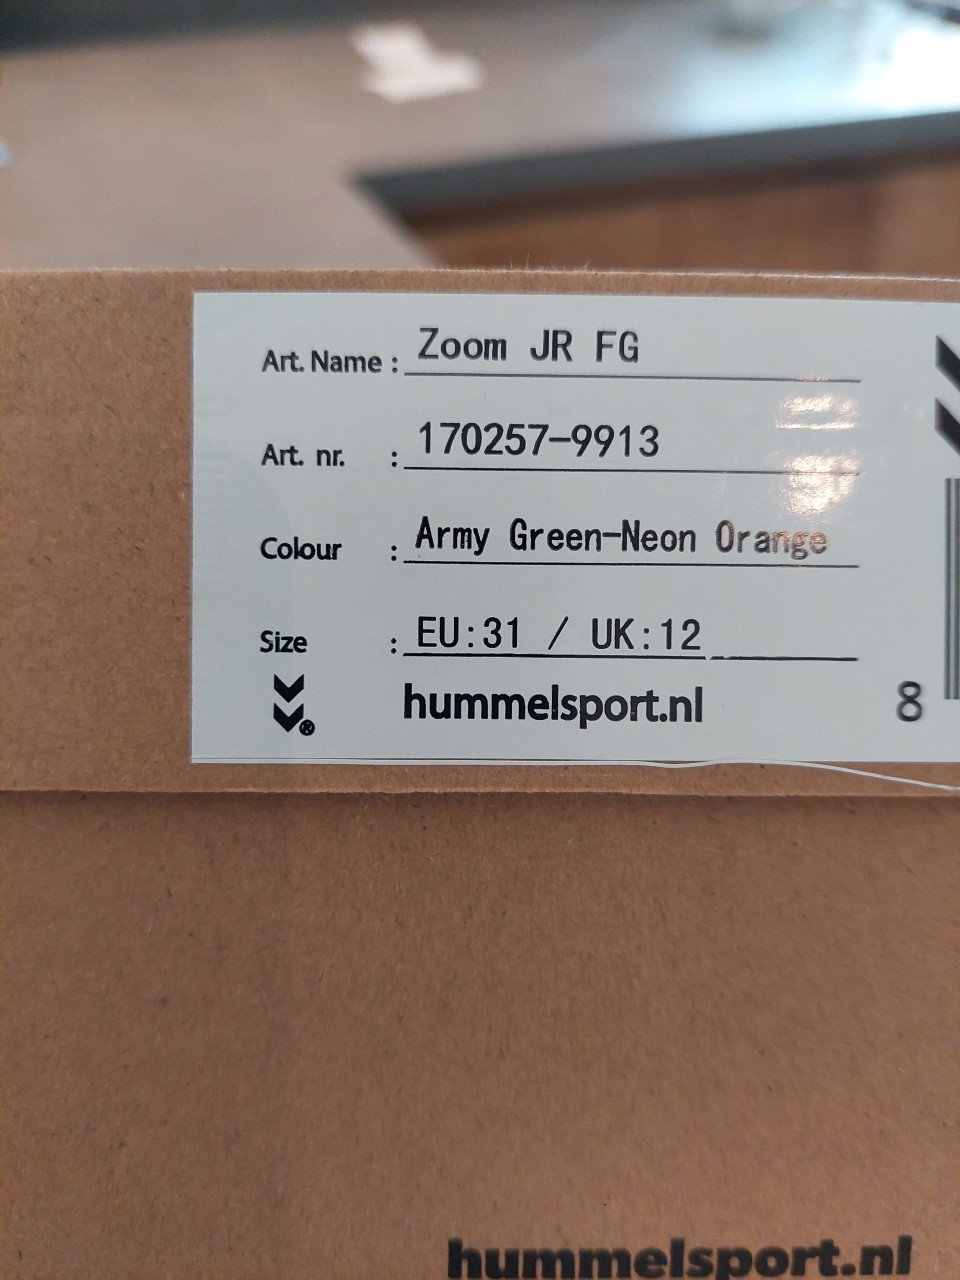 Art. Name : Zoom JR FG
Art. nr. : 170257-9913
Colour : Army Green-Neon Orange
Size : EU:31 / UK:12
hummelsport.nl
8
hummelsport.nl